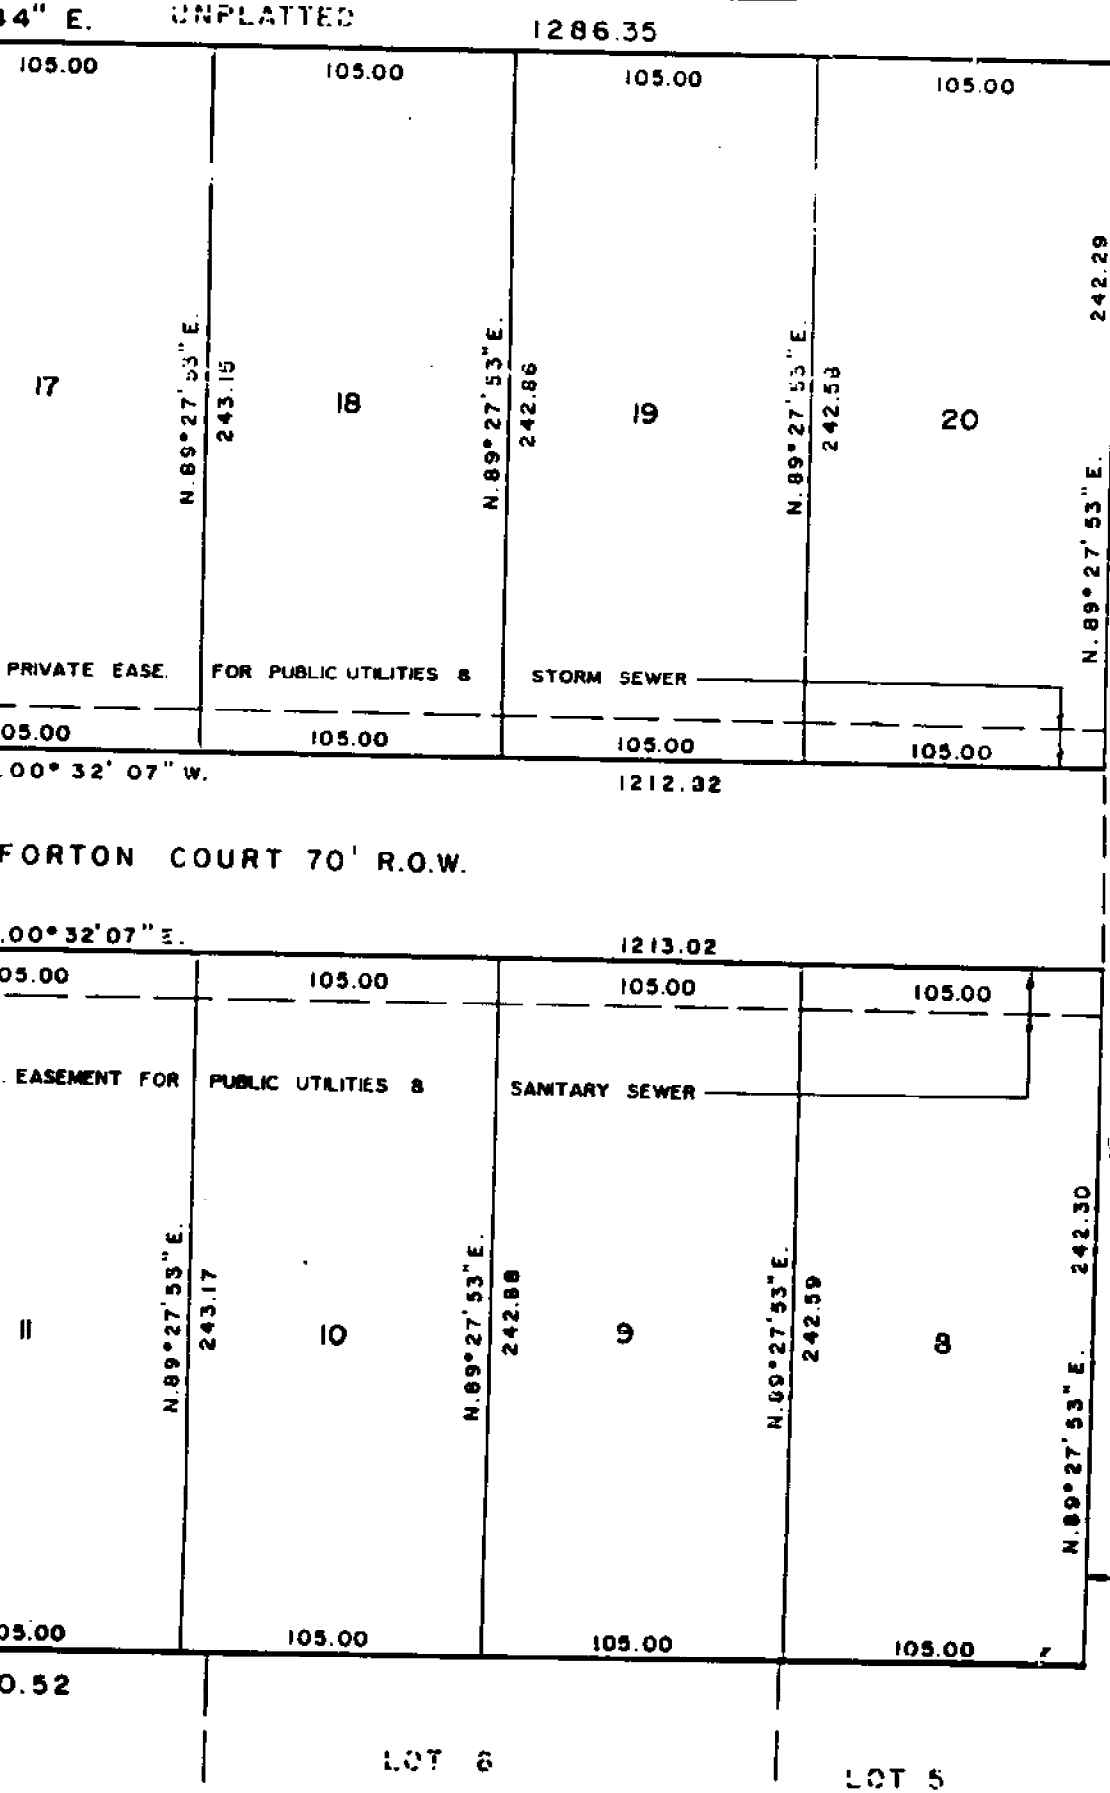 44" E. UNPLATTED 1286.35
105.00 105.00 105.00 105.00
242.29
N.89°27'53"E. 243.15
N.89°27'53"E. 242.86
N.89°27'53"E. 242.58
N.89°27'53"E.
17 18 19 20
PRIVATE EASE. FOR PUBLIC UTILITIES & STORM SEWER
05.00 105.00 105.00 105.00
.00°32'07"W. 1212.82
FORTON COURT 70' R.O.W.
.00°32'07"E. 1213.02
05.00 105.00 105.00 105.00
. EASEMENT FOR PUBLIC UTILITIES & SANITARY SEWER
N.89°27'53"E. 243.17
N.89°27'53"E. 242.88
N.89°27'53"E. 242.59
N.89°27'53"E. 242.30
11 10 9 8
05.00 105.00 105.00 105.00
0.52
LOT 6 LOT 5